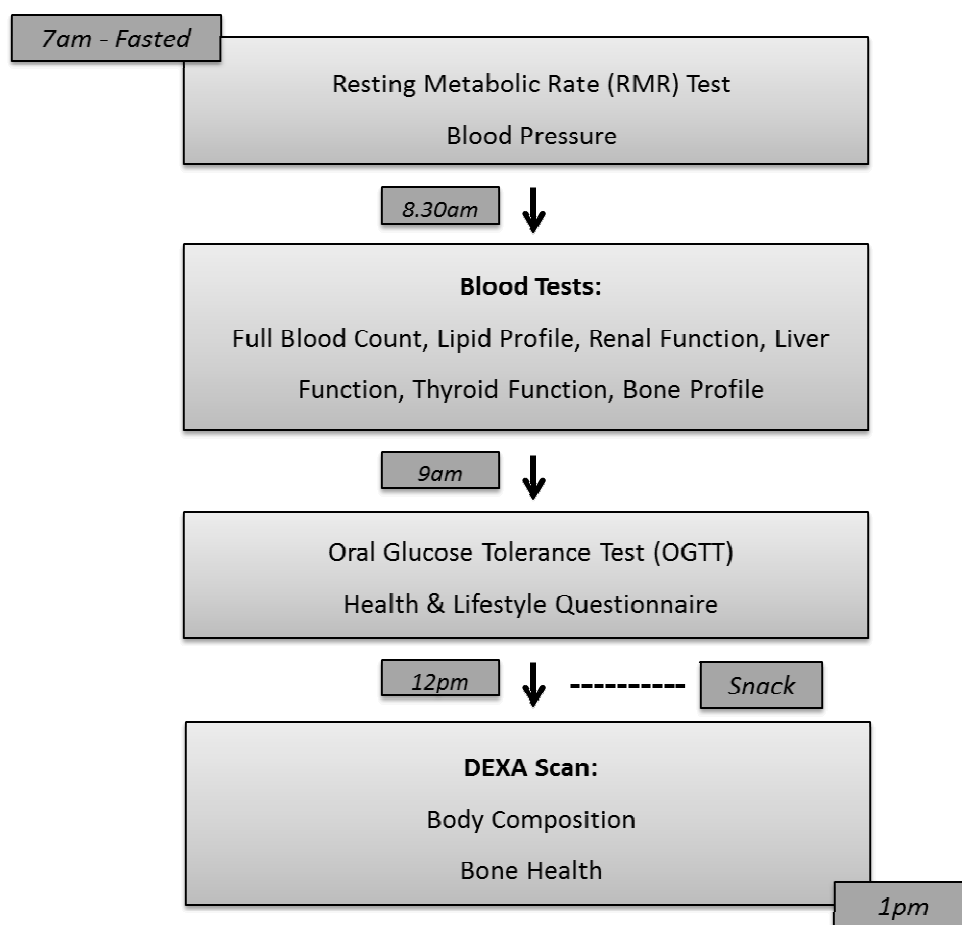 7am - Fasted
Resting Metabolic Rate (RMR) Test
Blood Pressure
8.30am
Blood Tests:
Full Blood Count, Lipid Profile, Renal Function, Liver
Function, Thyroid Function, Bone Profile
9am
Oral Glucose Tolerance Test (OGTT)
Health & Lifestyle Questionnaire
12pm
Snack
DEXA Scan:
Body Composition
Bone Health
1pm